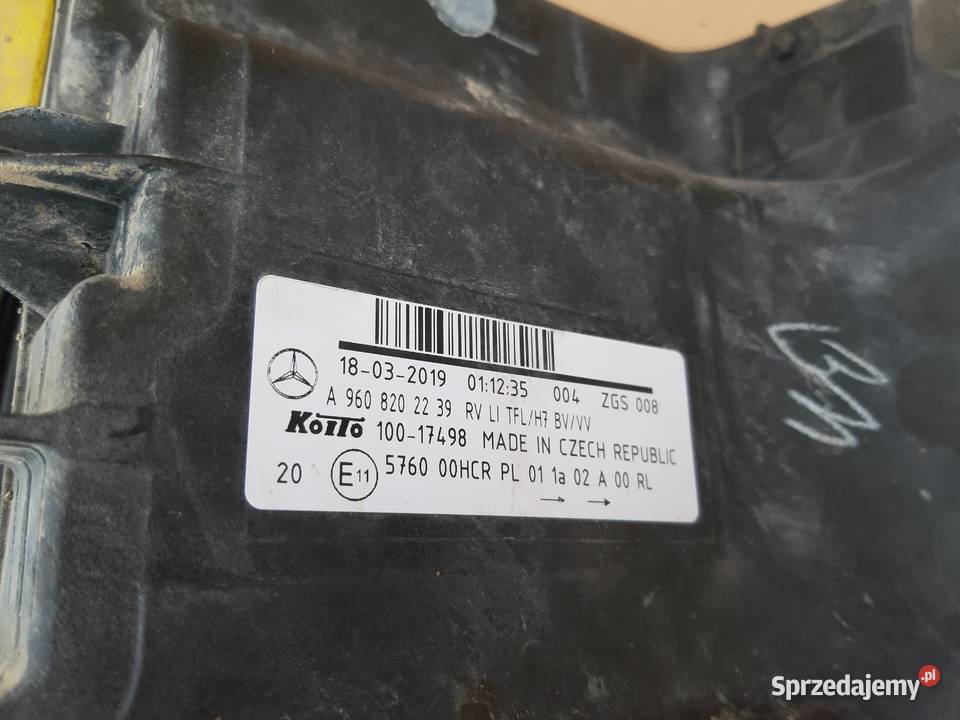 18-03-2019 01:12:35 004 ZGS 008
A 960 820 22 39 RV LI TFL/H7 BV/VV
KOITO 100-17498 MADE IN CZECH REPUBLIC
20 E11 5760 00HCR PL 01 1a 02 A 00 RL
Sprzedajemy.pl